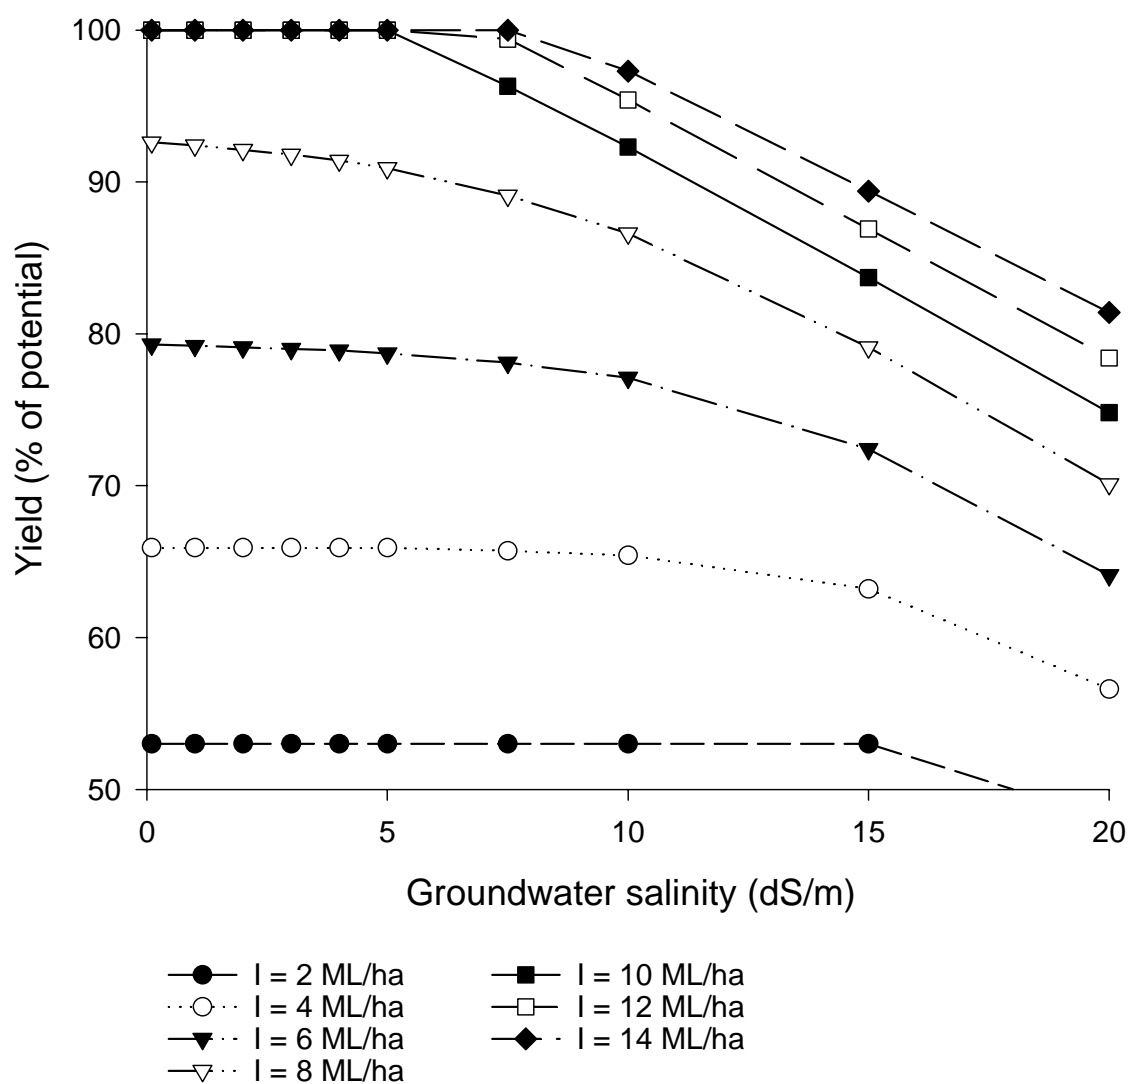 100
90
80
70
60
50
Yield (% of potential)
0 5 10 15 20
Groundwater salinity (dS/m)
I = 2 ML/ha I = 10 ML/ha
I = 4 ML/ha I = 12 ML/ha
I = 6 ML/ha I = 14 ML/ha
I = 8 ML/ha